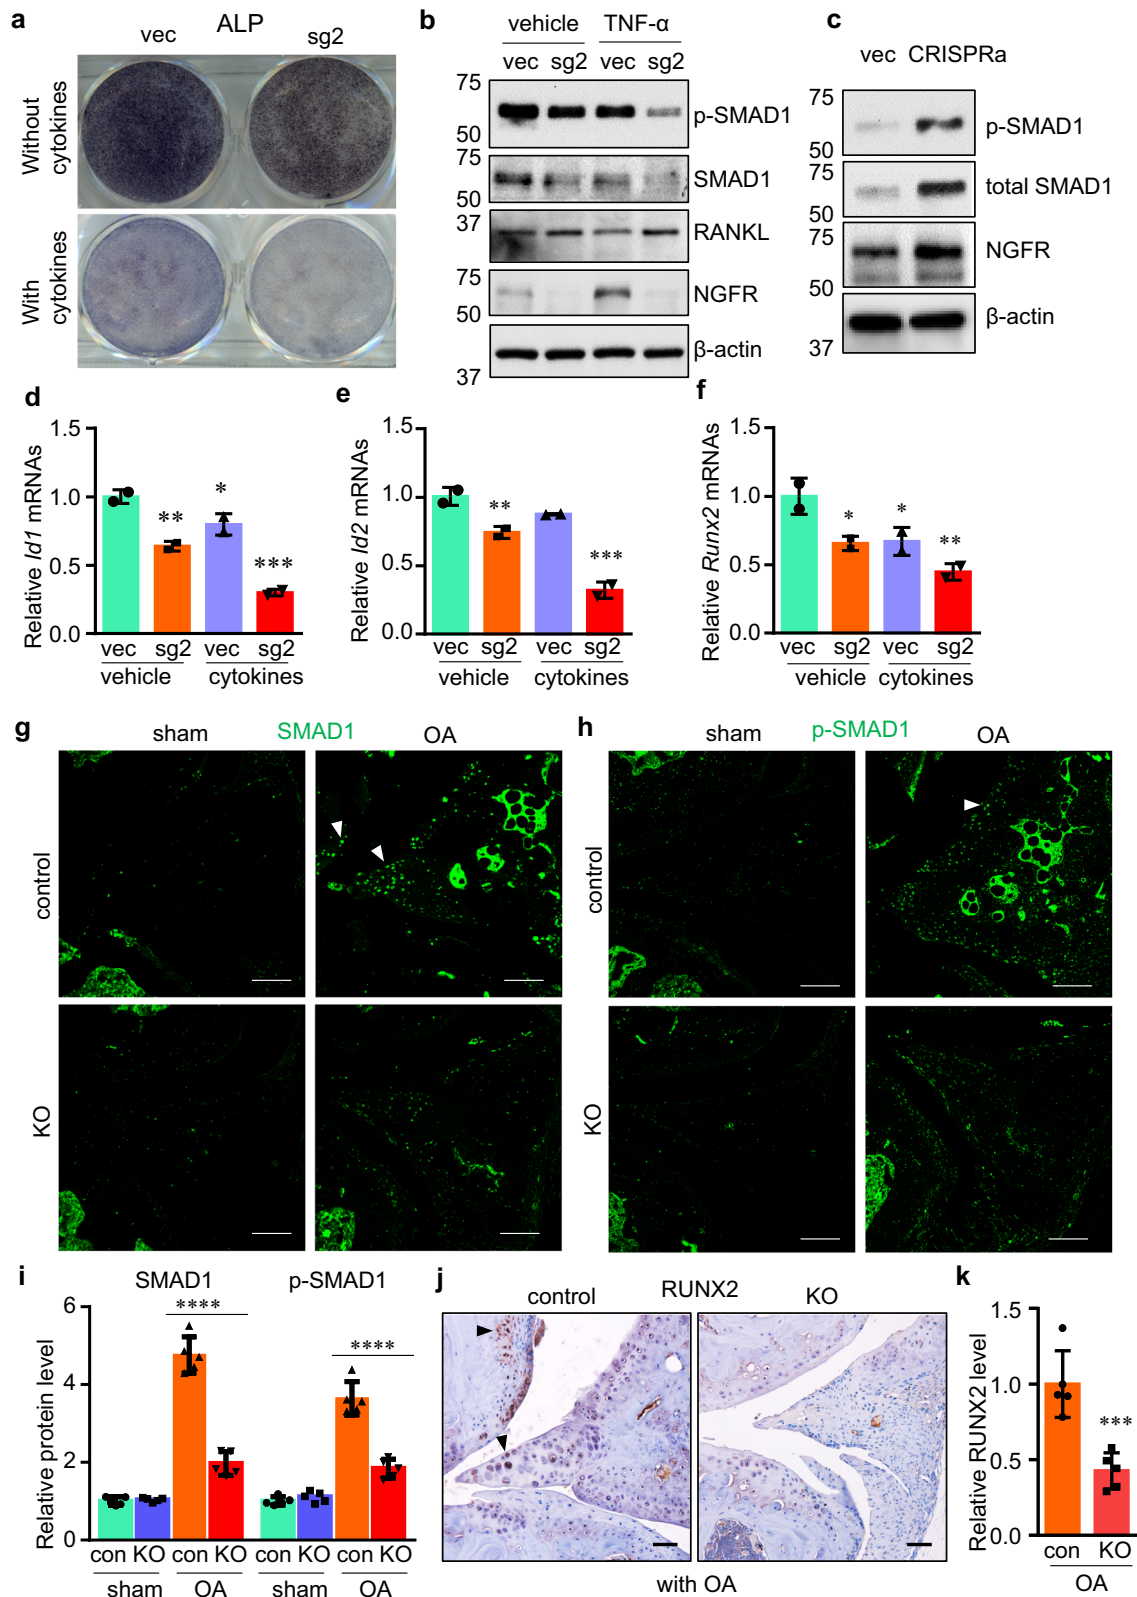 a
ALP
vec
sg2
Without cytokines
With cytokines
b
vehicle
TNF-α
vec sg2 vec sg2
75
50
p-SMAD1
75
50
SMAD1
37
RANKL
75
50
NGFR
37
β-actin
c
vec CRISPRa
75
50
p-SMAD1
75
50
total SMAD1
75
50
NGFR
37
β-actin
d
Relative Id1 mRNAs
1.5
1.0
0.5
0.0
**
*
***
vec sg2 vec sg2
vehicle cytokines
e
Relative Id2 mRNAs
1.5
1.0
0.5
0.0
**
***
vec sg2 vec sg2
vehicle cytokines
f
Relative Runx2 mRNAs
1.5
1.0
0.5
0.0
*
*
**
vec sg2 vec sg2
vehicle cytokines
g
sham
SMAD1
OA
control
KO
h
sham
p-SMAD1
OA
control
KO
i
SMAD1
p-SMAD1
Relative protein level
6
4
2
0
****
****
con KO con KO con KO con KO
sham OA sham OA
j
control
RUNX2
KO
with OA
k
Relative RUNX2 level
1.5
1.0
0.5
0.0
***
con KO
OA